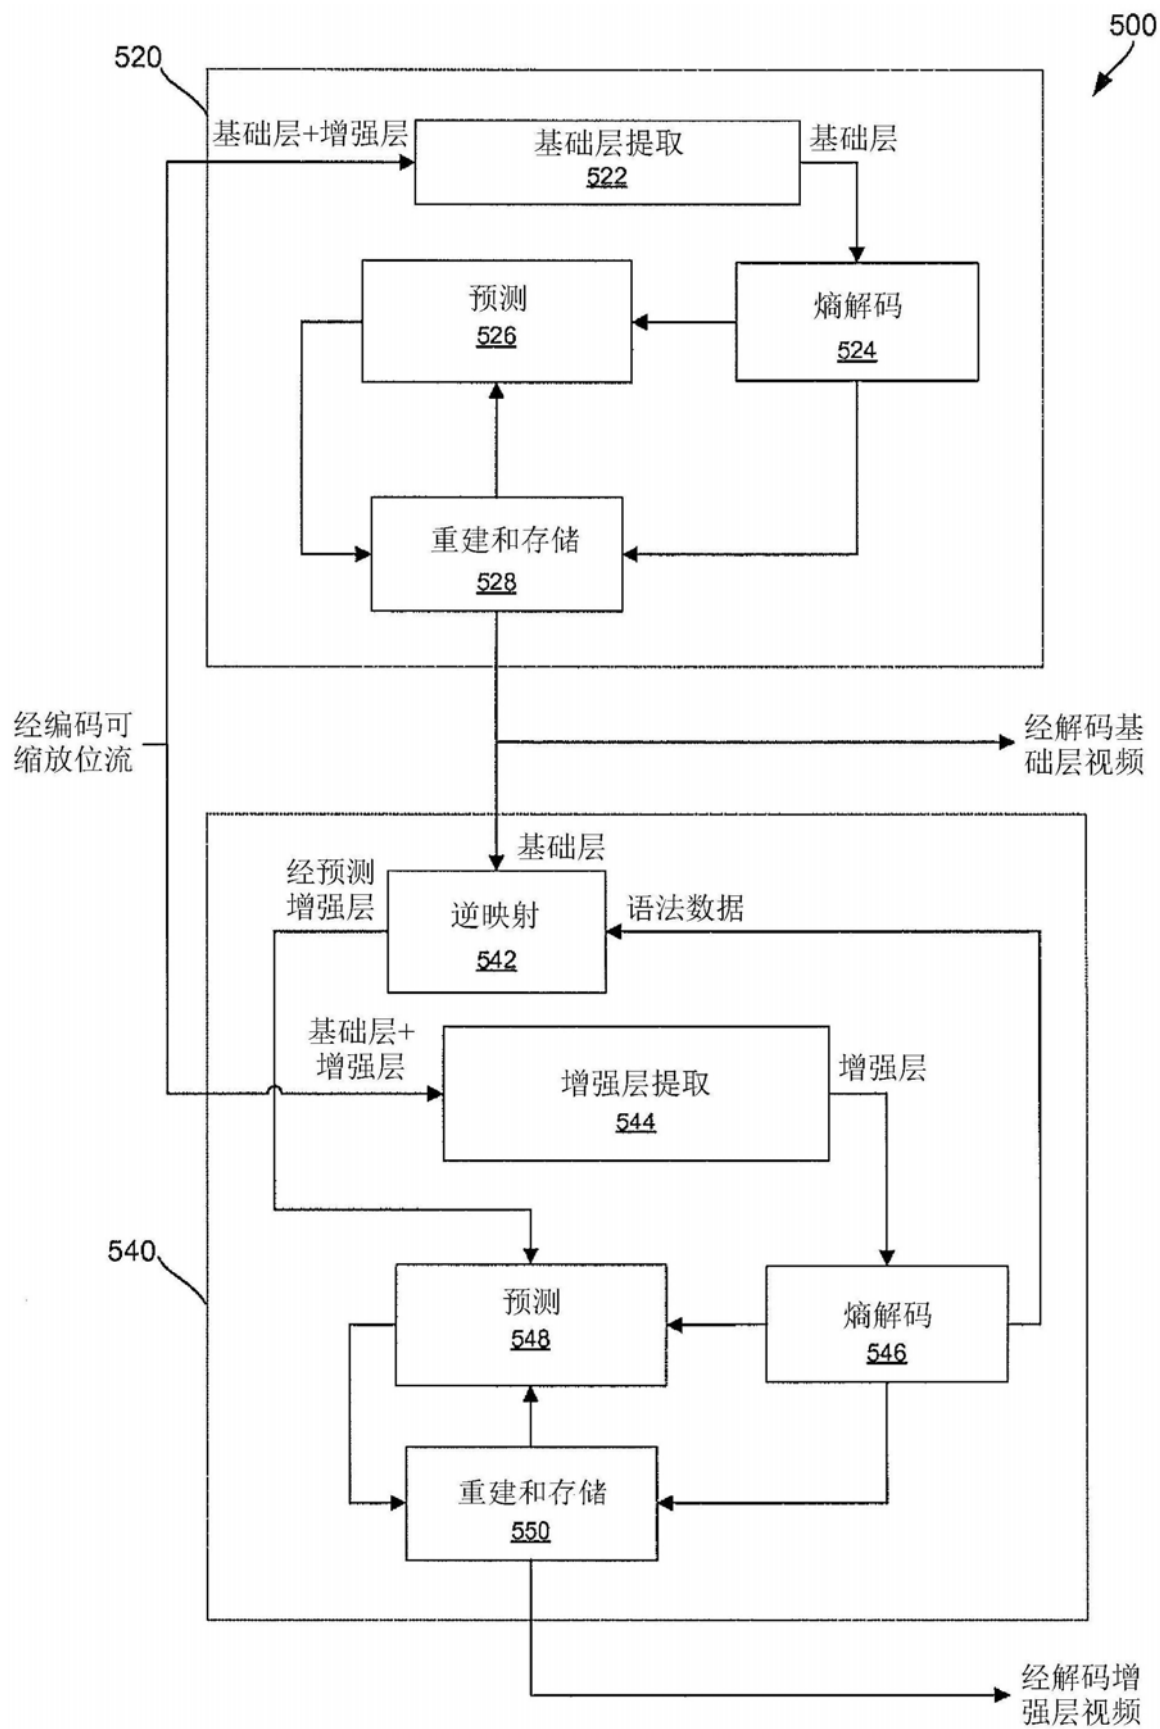 500
520
基础层+增强层
基础层提取
522
基础层
预测
526
熵解码
524
重建和存储
528
经编码可
缩放位流
经解码基
础层视频
基础层
经预测
增强层
逆映射
542
语法数据
基础层+
增强层
增强层提取
544
增强层
540
预测
548
熵解码
546
重建和存储
550
经解码增
强层视频